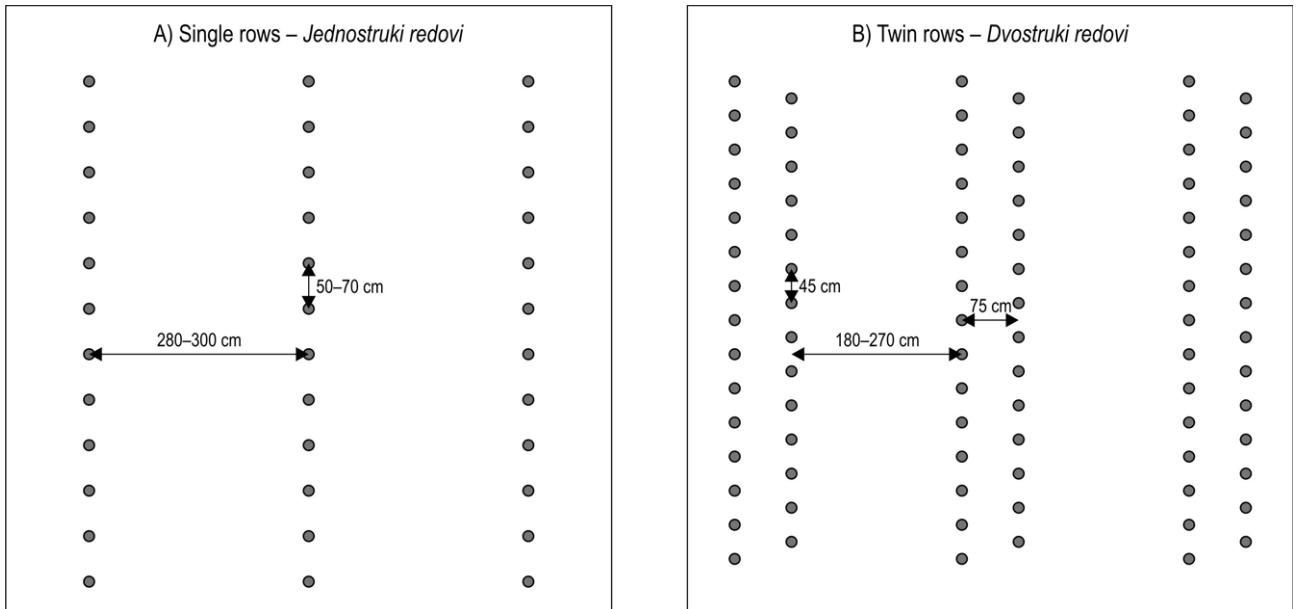 A) Single rows – Jednostruki redovi
50–70 cm
280–300 cm
B) Twin rows – Dvostruki redovi
45 cm
75 cm
180–270 cm